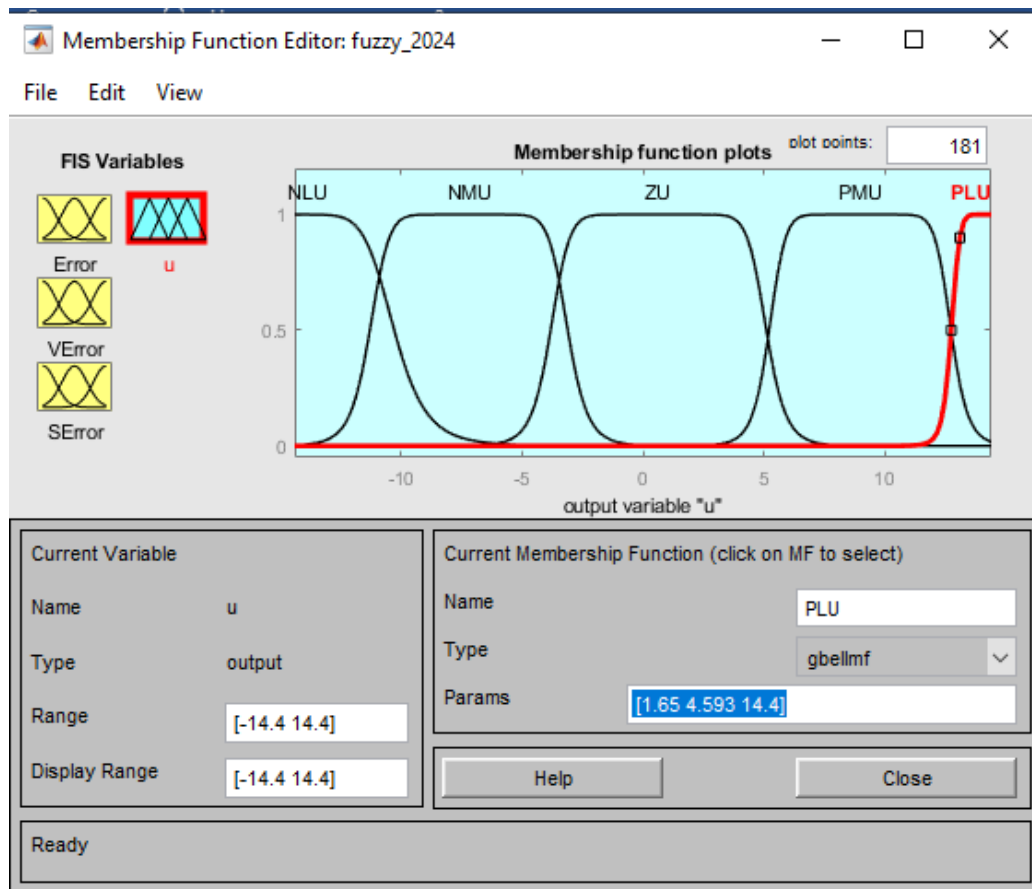 Membership Function Editor: fuzzy_2024
File Edit View
FIS Variables
Membership function plots
plot points:
181
NLU NMU ZU PMU PLU
Error
u
VError
SError
1
0.5
0
-10 -5 0 5 10
output variable "u"
Current Variable
Name u
Type output
Range [-14.4 14.4]
Display Range [-14.4 14.4]
Current Membership Function (click on MF to select)
Name PLU
Type gbellmf
Params [1.65 4.593 14.4]
Help Close
Ready